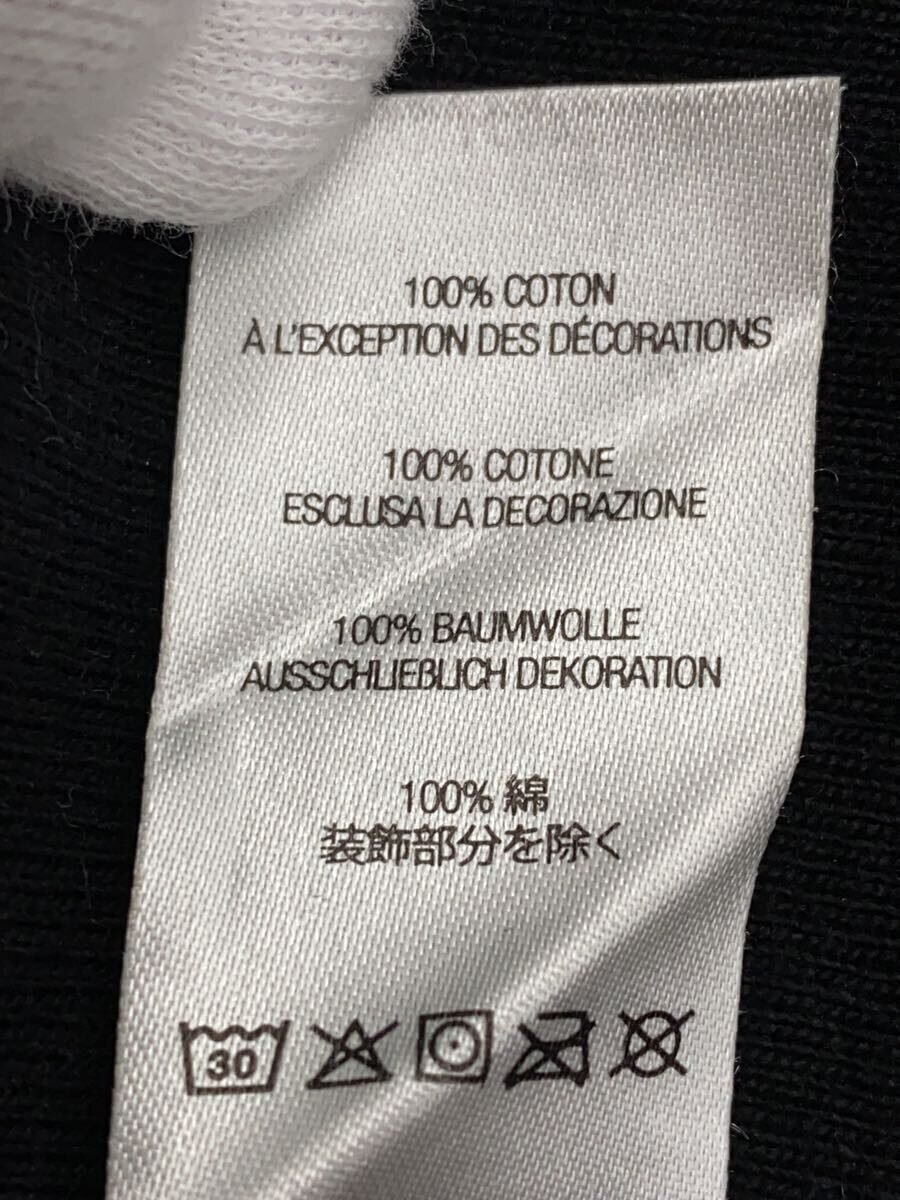 100% COTON
À L'EXCEPTION DES DÉCORATIONS
100% COTONE
ESCLUSA LA DECORAZIONE
100% BAUMWOLLE
AUSSCHLIEBLICH DEKORATION
100% 綿
装飾部分を除く
30